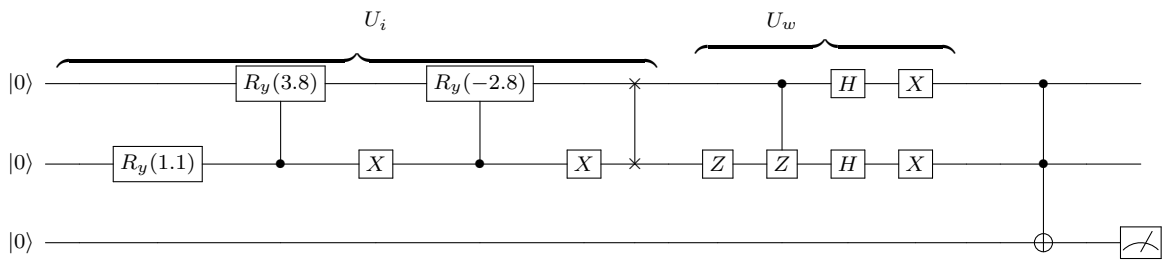 U_i U_w
|0⟩ R_y(3.8) R_y(−2.8) H X
|0⟩ R_y(1.1) X X Z Z H X
|0⟩